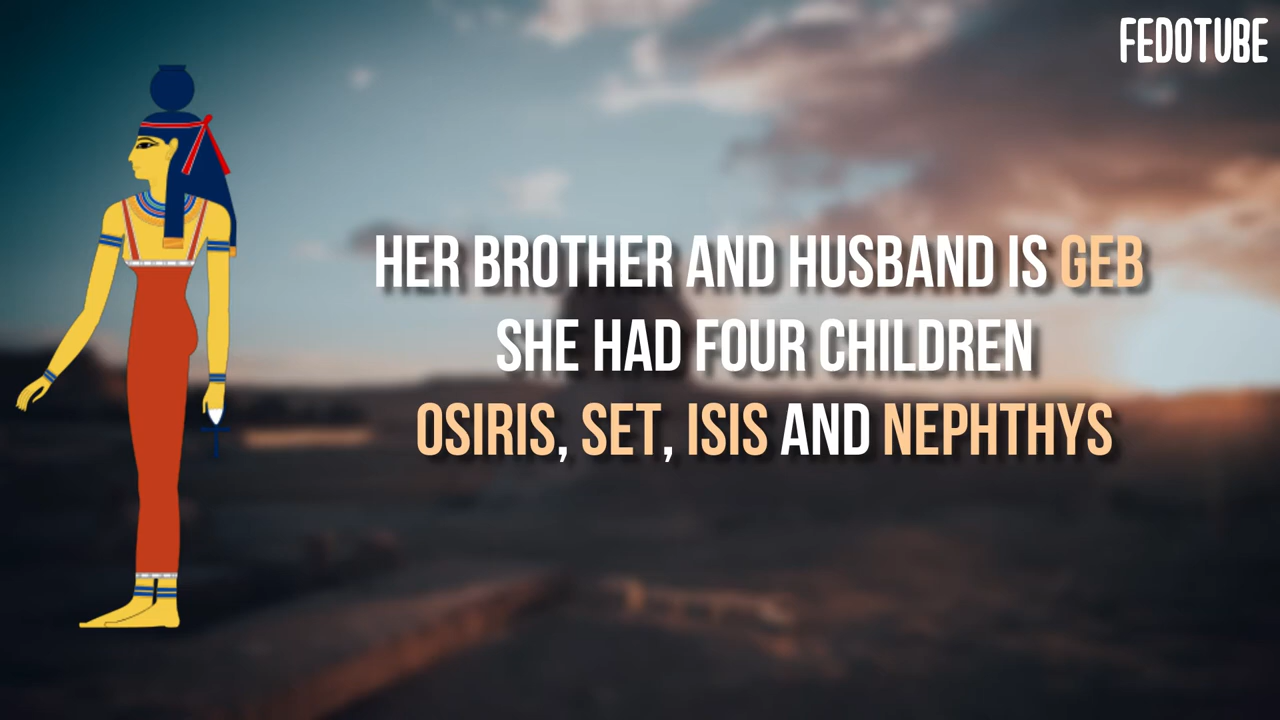 FEDOTUBE
HER BROTHER AND HUSBAND IS GEB
SHE HAD FOUR CHILDREN
OSIRIS, SET, ISIS AND NEPHTHYS